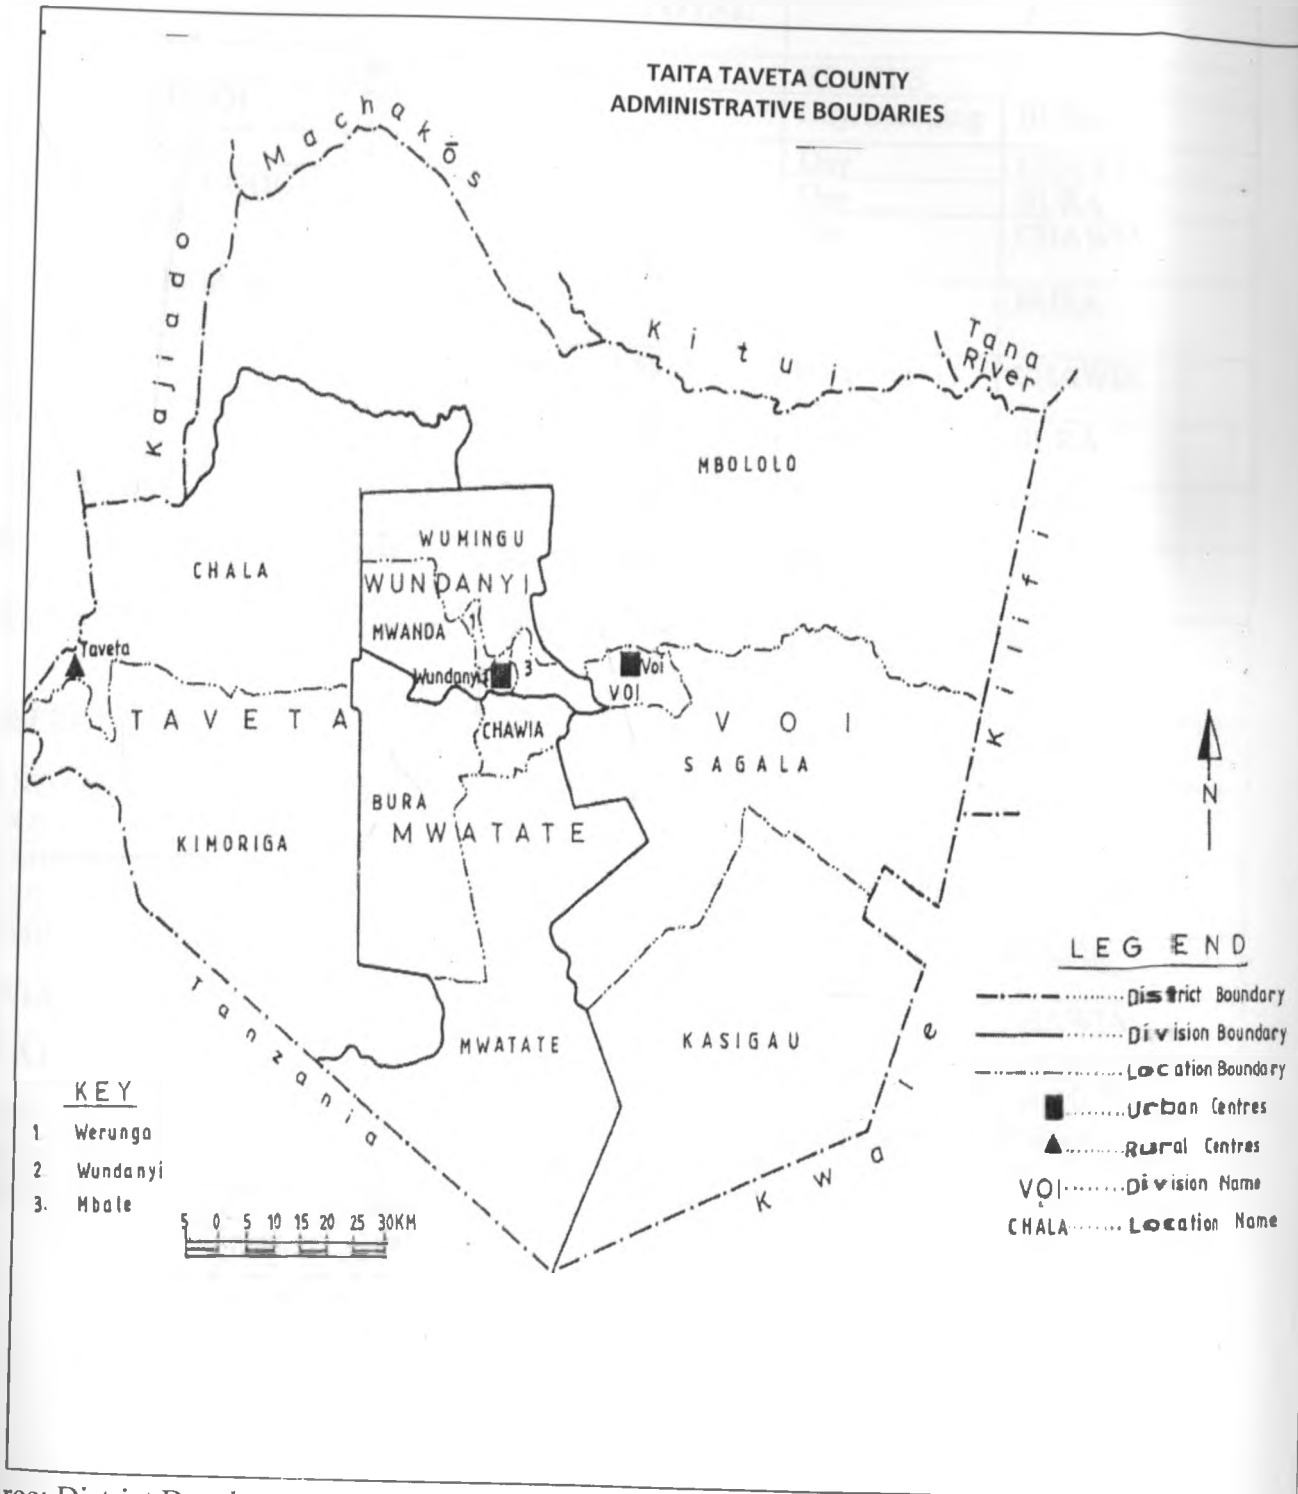 TAITA TAVETA COUNTY
ADMINISTRATIVE BOUDARIES
Machakos
Kajiado
Kitui
Tana
River
MBOLOLO
WUMINGU
CHALA
WUNDANYI
1
MWANDA
Kilifi
Taveta
Wundanyi
3
Voi
VOI
TAVETA
CHAWIA
VOI
SAGALA
BURA
MWATATE
KIMORIGA
N
Tanzania
MWATATE
KASIGAU
Kwale
LEGEND
District Boundary
Division Boundary
Location Boundary
Urban Centres
Rural Centres
VOI Division Name
CHALA Location Name
KEY
1 Werunga
2 Wundanyi
3. Mbale
5 0 5 10 15 20 25 30KM